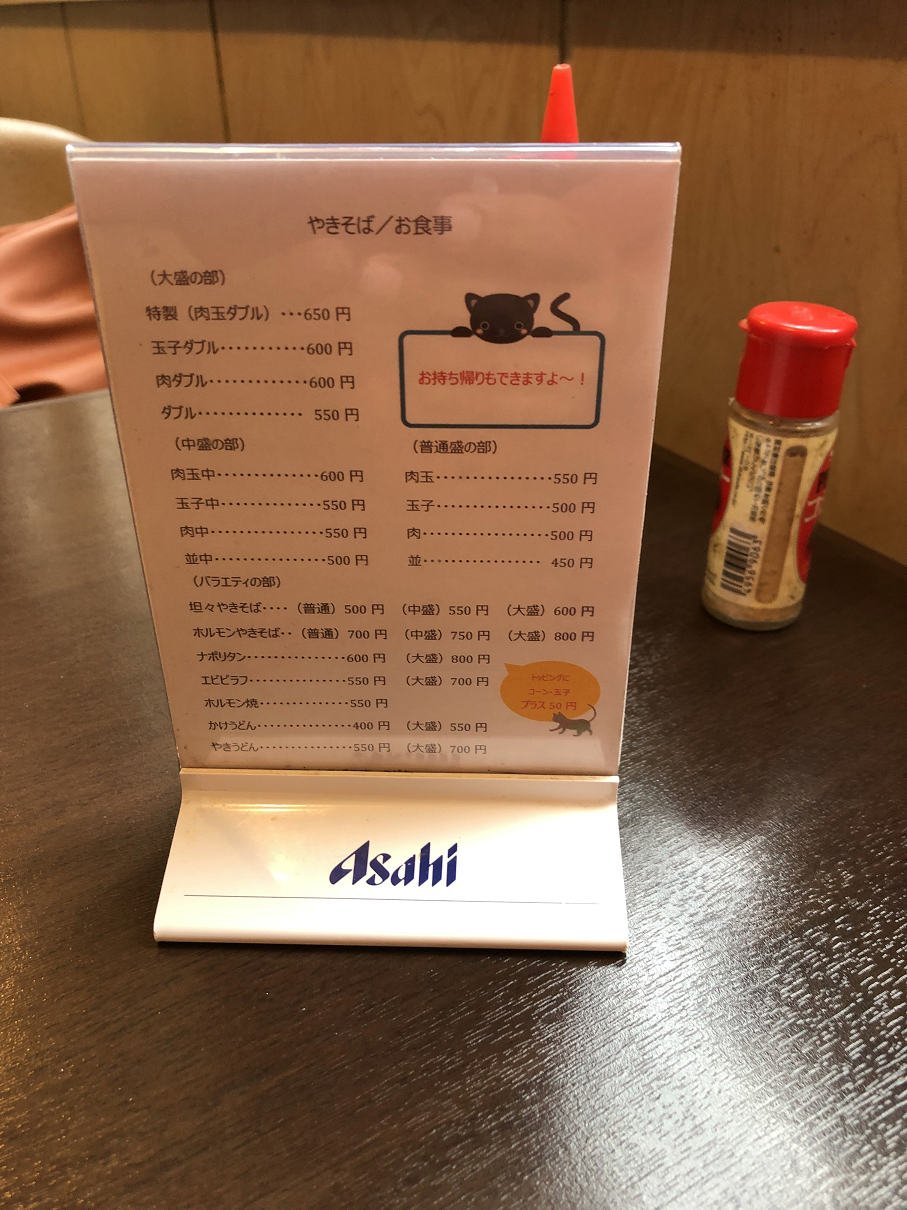 やきそば／お食事
（大盛の部）
特製（肉玉ダブル）・・・650 円
玉子ダブル・・・・・・・・・・・600 円
肉ダブル・・・・・・・・・・・・・600 円
ダブル・・・・・・・・・・・・・・ 550 円
お持ち帰りもできますよ～！
（中盛の部）
肉玉中・・・・・・・・・・・・・600 円
玉子中・・・・・・・・・・・・・550 円
肉中・・・・・・・・・・・・・・550 円
並中・・・・・・・・・・・・・・500 円
（普通盛の部）
肉玉・・・・・・・・・・・・・・・550 円
玉子・・・・・・・・・・・・・・・500 円
肉・・・・・・・・・・・・・・・・500 円
並・・・・・・・・・・・・・・・ 450 円
（バラエティの部）
坦々やきそば・・・・（普通）500 円 （中盛）550 円 （大盛）600 円
ホルモンやきそば・・（普通）700 円 （中盛）750 円 （大盛）800 円
ナポリタン・・・・・・・・・・・・・・・600 円 （大盛）800 円
エビピラフ・・・・・・・・・・・・・・・550 円 （大盛）700 円
ホルモン焼・・・・・・・・・・・・・・550 円
かけうどん・・・・・・・・・・・・・・・400 円 （大盛）550 円
やきうどん・・・・・・・・・・・・・・・550 円 （大盛）700 円
トッピングに
コーン・玉子
プラス 50 円
Asahi